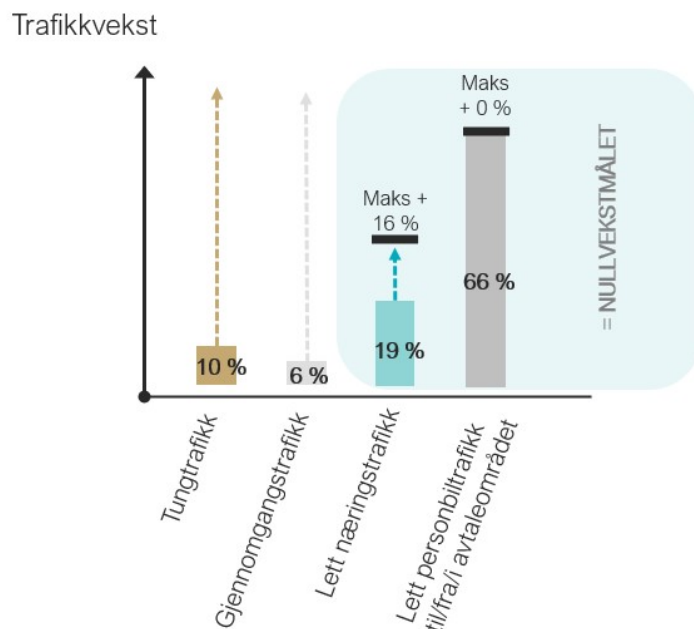 Trafikkvekst
Maks
+ 0 %
Maks +
16 %
= NULLVEKSTMÅLET
66 %
19 %
10 %
6 %
Tungtrafikk
Gjennomgangstrafikk
Lett næringstrafikk
Lett personbiltrafikk
til/fra/i avtaleområdet